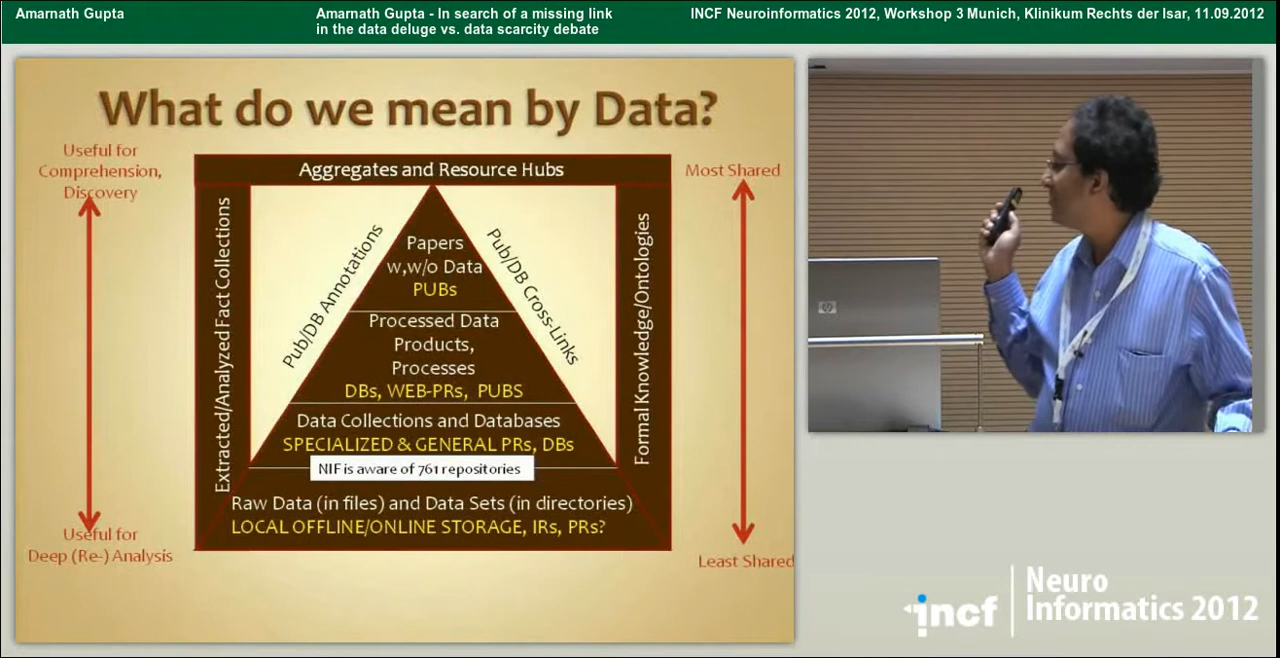 Amarnath Gupta
Amarnath Gupta - In search of a missing link
in the data deluge vs. data scarcity debate
INCF Neuroinformatics 2012, Workshop 3 Munich, Klinikum Rechts der Isar, 11.09.2012
What do we mean by Data?
Useful for
Comprehension,
Discovery
Useful for
Deep (Re-) Analysis
Aggregates and Resource Hubs
Extracted/Analyzed Fact Collections
Pub/DB Annotations
Papers
w,w/o Data
PUBs
Processed Data
Products,
Processes
DBs, WEB-PRs, PUBS
Data Collections and Databases
SPECIALIZED & GENERAL PRs, DBs
NIF is aware of 761 repositories
Raw Data (in files) and Data Sets (in directories)
LOCAL OFFLINE/ONLINE STORAGE, IRs, PRs?
Pub/DB Cross-Links
Formal Knowledge/Ontologies
Most Shared
Least Shared
hp
incf
Neuro
Informatics 2012